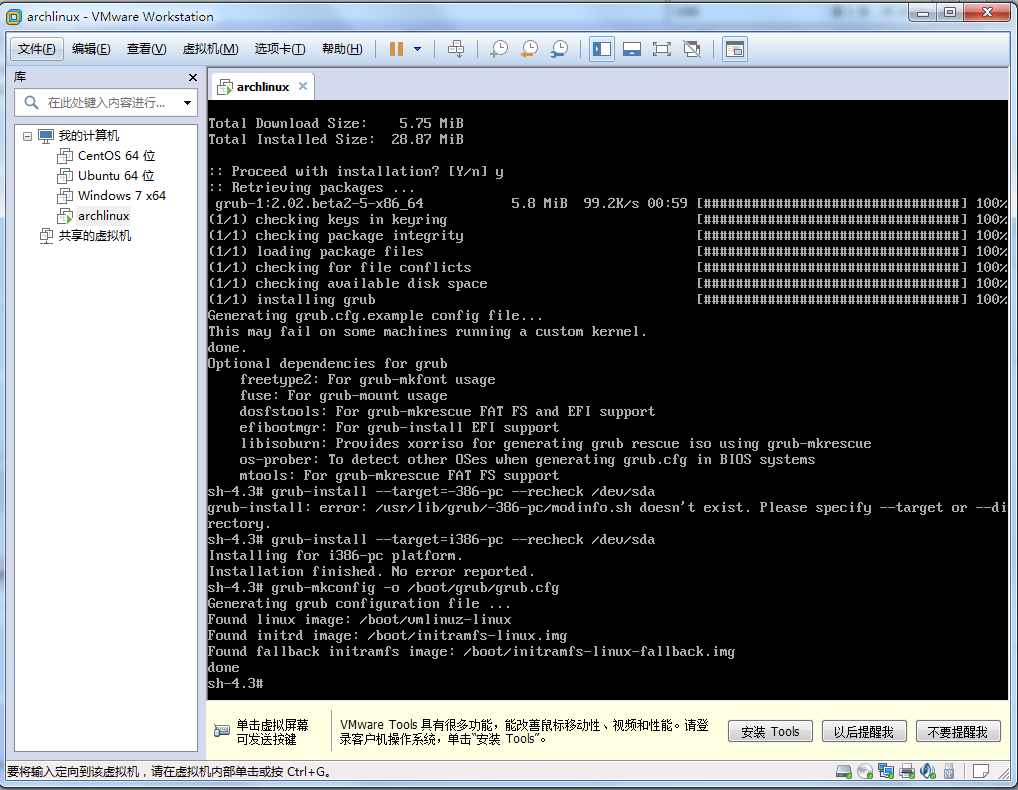 archlinux - VMware Workstation
文件(F) 编辑(E) 查看(V) 虚拟机(M) 选项卡(T) 帮助(H)
库
在此处键入内容进行...
我的计算机
CentOS 64 位
Ubuntu 64 位
Windows 7 x64
archlinux
共享的虚拟机
archlinux
Total Download Size:    5.75 MiB
Total Installed Size:  28.87 MiB
:: Proceed with installation? [Y/n] y
:: Retrieving packages ...
 grub-1:2.02.beta2-5-x86_64           5.8 MiB  99.2K/s 00:59 [################################] 100%
(1/1) checking keys in keyring                               [################################] 100%
(1/1) checking package integrity                             [################################] 100%
(1/1) loading package files                                  [################################] 100%
(1/1) checking for file conflicts                            [################################] 100%
(1/1) checking available disk space                          [################################] 100%
(1/1) installing grub                                        [################################] 100%
Generating grub.cfg.example config file...
This may fail on some machines running a custom kernel.
done.
Optional dependencies for grub
    freetype2: For grub-mkfont usage
    fuse: For grub-mount usage
    dosfstools: For grub-mkrescue FAT FS and EFI support
    efibootmgr: For grub-install EFI support
    libisoburn: Provides xorriso for generating grub rescue iso using grub-mkrescue
    os-prober: To detect other OSes when generating grub.cfg in BIOS systems
    mtools: For grub-mkrescue FAT FS support
sh-4.3# grub-install --target=-386-pc --recheck /dev/sda
grub-install: error: /usr/lib/grub/-386-pc/modinfo.sh doesn't exist. Please specify --target or --di
rectory.
sh-4.3# grub-install --target=i386-pc --recheck /dev/sda
Installing for i386-pc platform.
Installation finished. No error reported.
sh-4.3# grub-mkconfig -o /boot/grub/grub.cfg
Generating grub configuration file ...
Found linux image: /boot/vmlinuz-linux
Found initrd image: /boot/initramfs-linux.img
Found fallback initramfs image: /boot/initramfs-linux-fallback.img
done
sh-4.3#
单击虚拟屏幕
可发送按键
VMware Tools 具有很多功能，能改善鼠标移动性、视频和性能。请登
录客户机操作系统，单击"安装 Tools"。
安装 Tools 以后提醒我 不要提醒我
要将输入定向到该虚拟机，请在虚拟机内部单击或按 Ctrl+G。